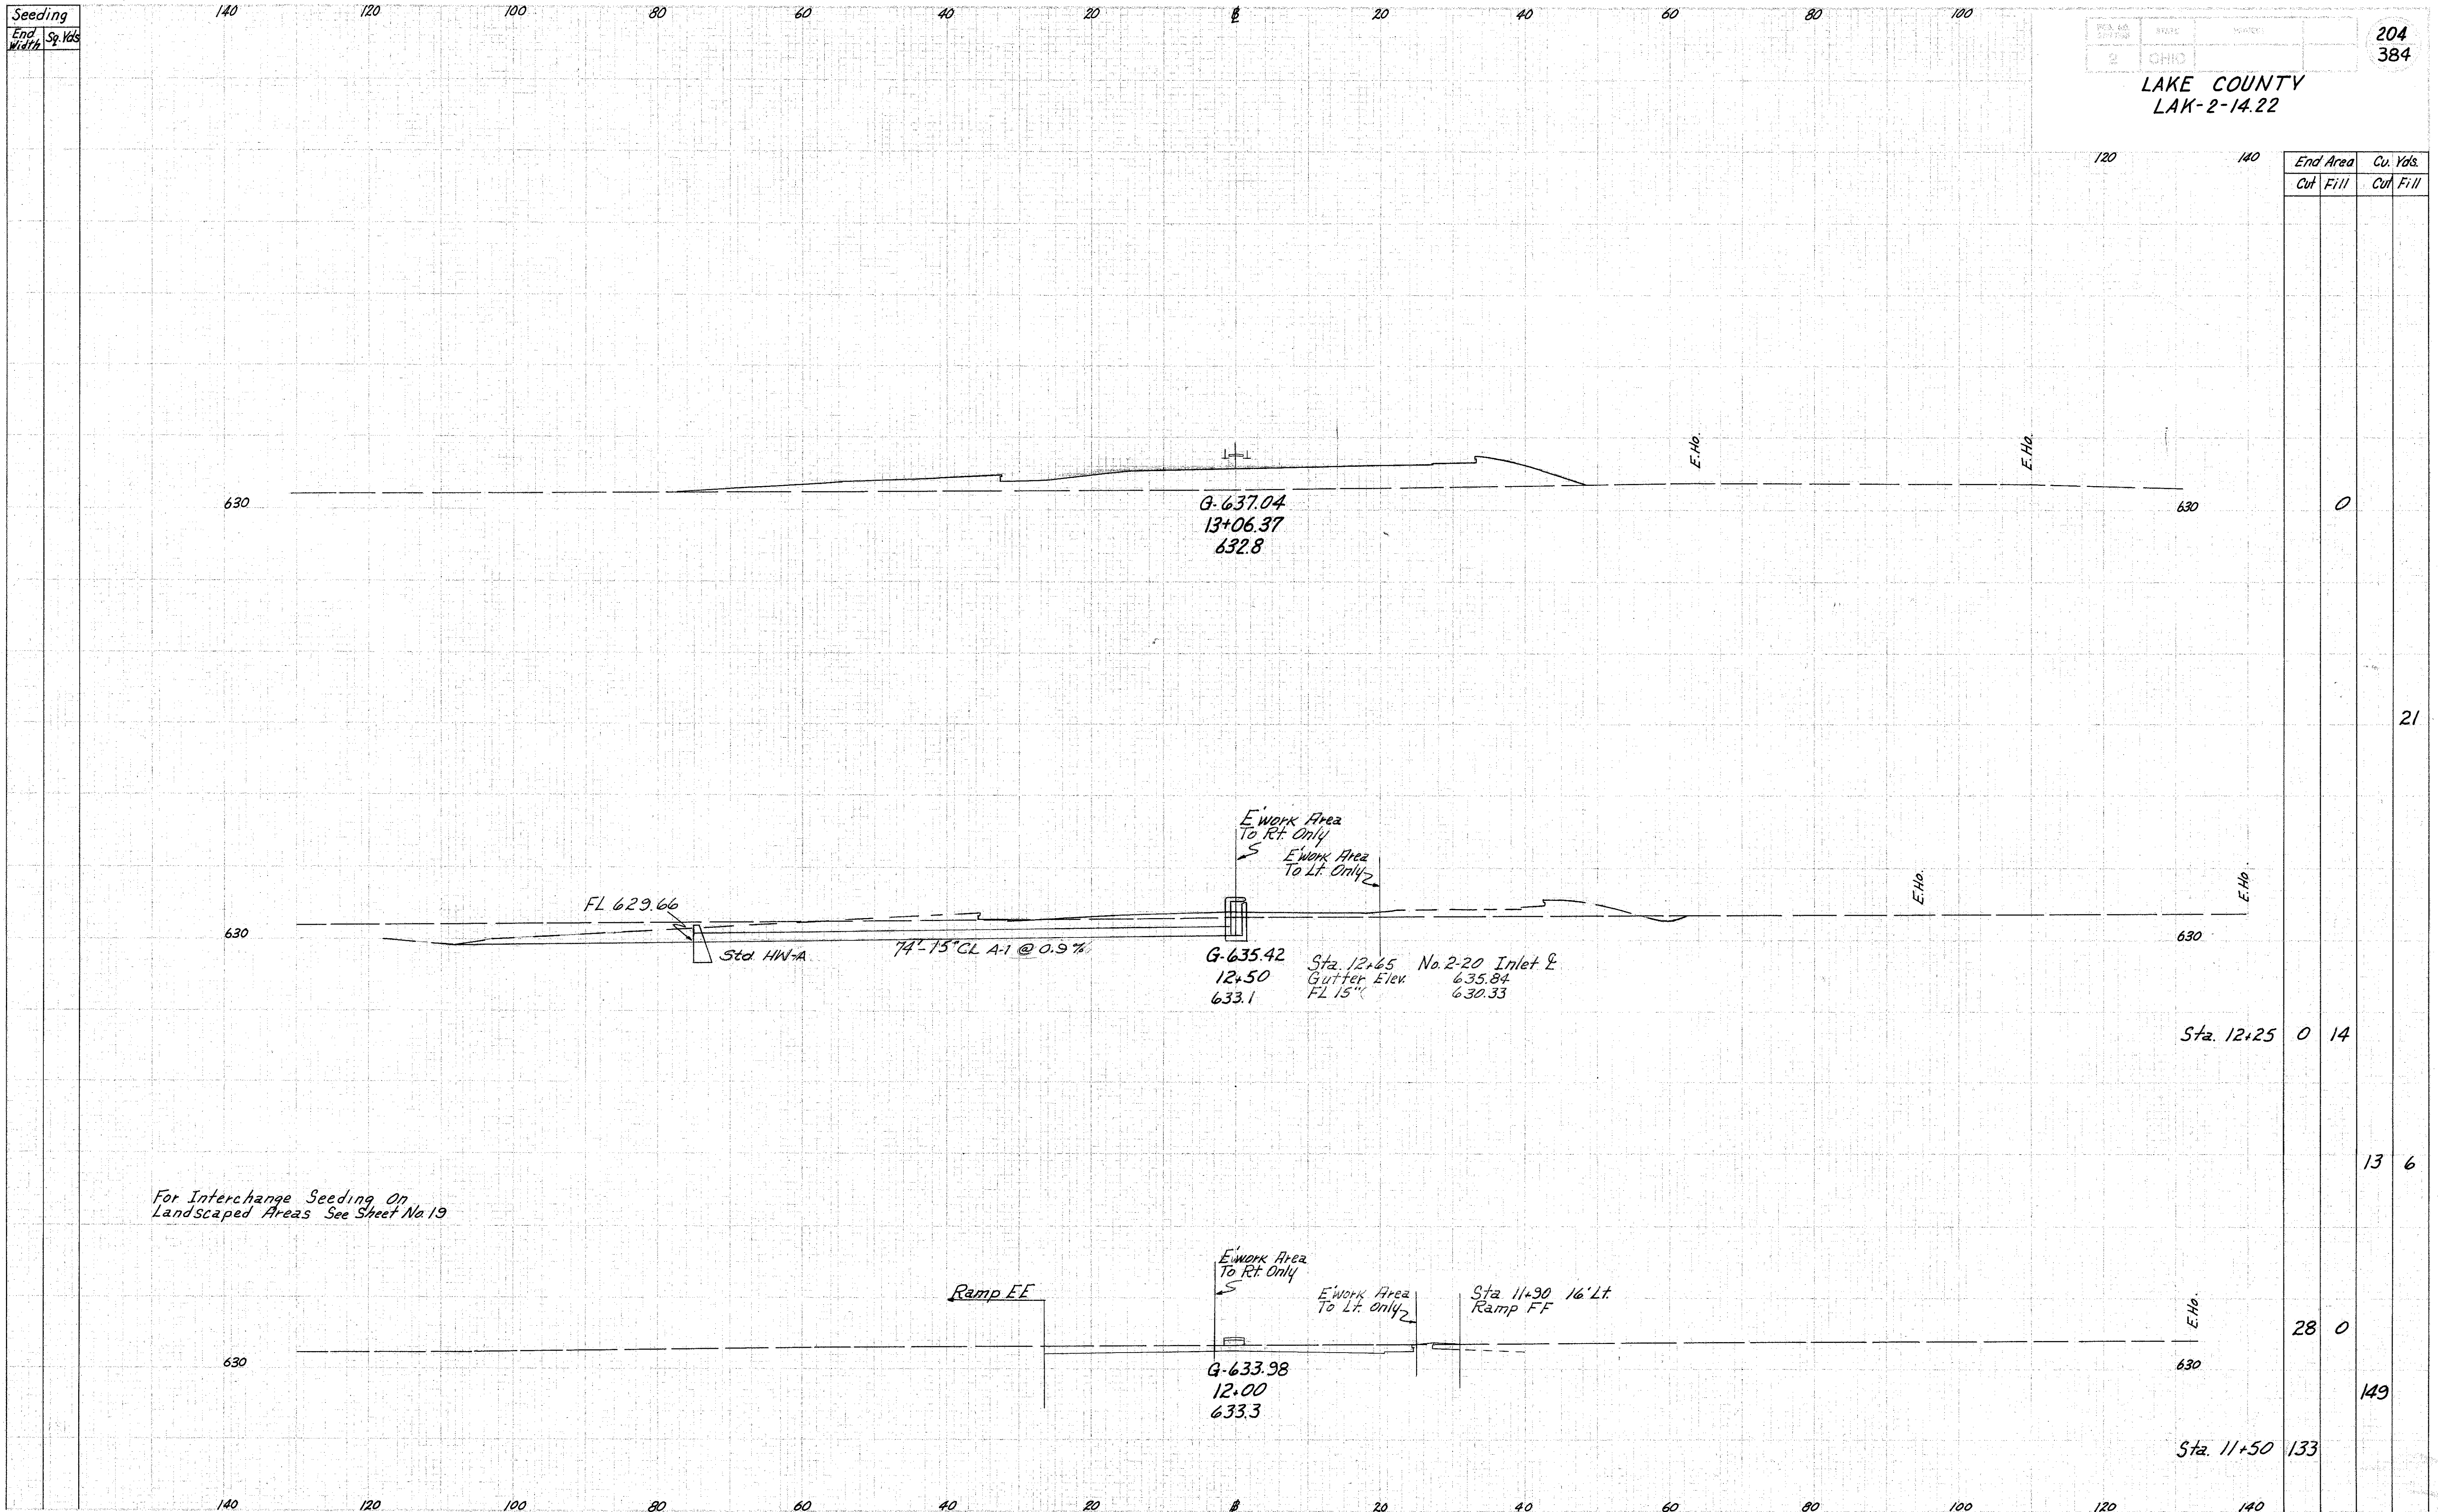 Seeding
End Width Sq. Yds
140 120 100 80 60 40 20 ℄ 20 40 60 80 100
2 OHIO
204
384
LAKE COUNTY
LAK-2-14.22
120 140
End Area Cu. Yds.
Cut Fill Cut Fill
E.Ho. E.Ho.
630 630 0
G-637.04
13+06.37
632.8
21
E'work Area
To Rt. Only
E'work Area
To Lt. Only
E.Ho. E.Ho.
FL 629.66
630 630
Std. HW-A
74'-15" CL A-1 @ 0.9%
G-635.42
12+50
633.1
Sta. 12+65 No. 2-20 Inlet ℄
Gutter Elev. 635.84
FL 15" 630.33
Sta. 12+25 0 14
13 6
For Interchange Seeding On
Landscaped Areas See Sheet No. 19
E'work Area
To Rt. Only
Ramp EE
E'work Area
To Lt. Only
Sta 11+90 16' Lt.
Ramp FF
E.Ho.
28 0
630 630
G-633.98
12+00
633.3
149
Sta. 11+50 133
140 120 100 80 60 40 20 ℄ 20 40 60 80 100 120 140